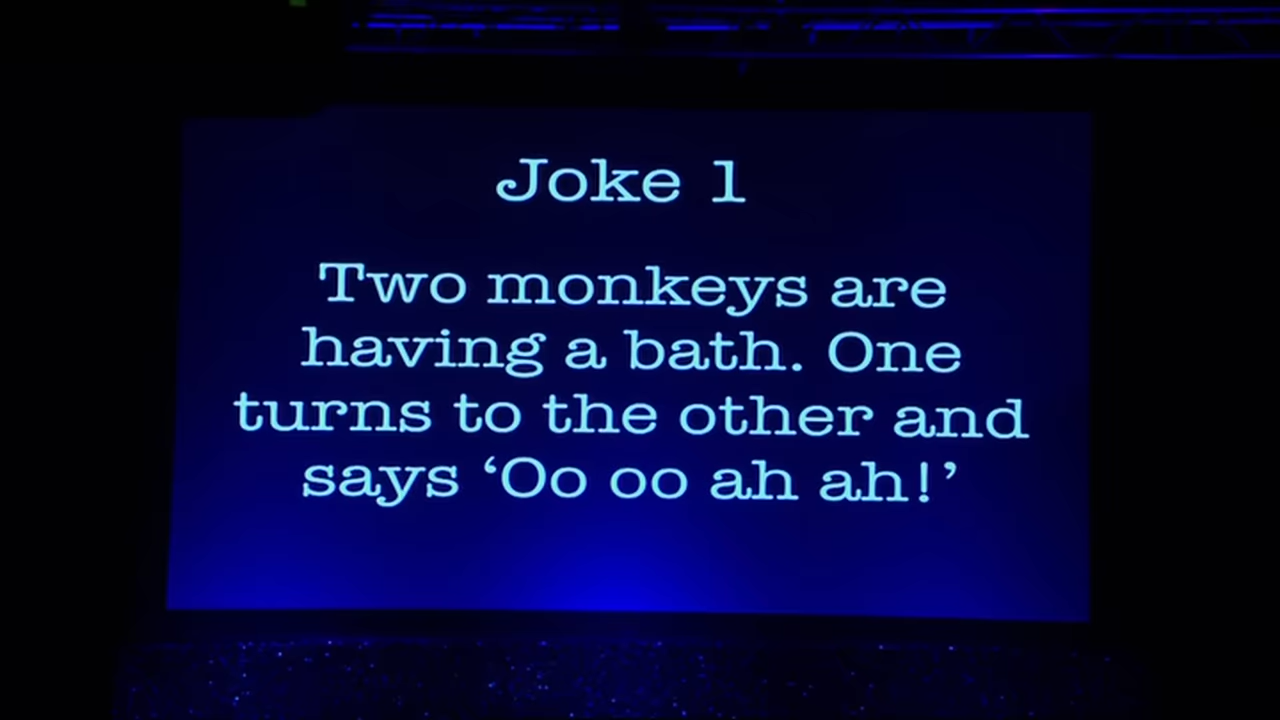 Joke 1
Two monkeys are
having a bath. One
turns to the other and
says ‘Oo oo ah ah!’